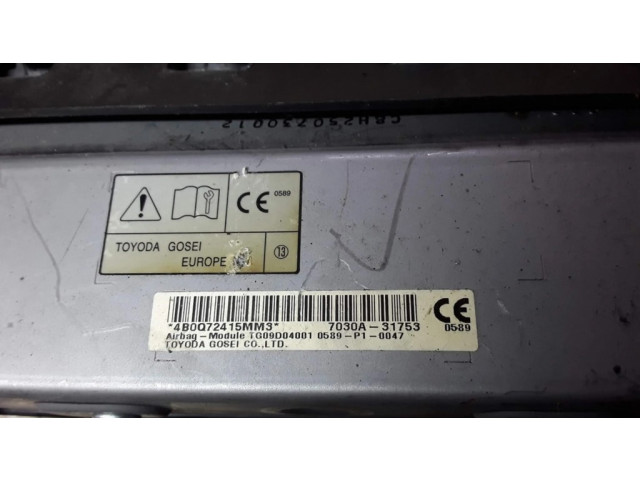 CBH250730012
CE 0589
TOYODA GOSEI
EUROPE
13
*4B0Q72415MM3* 7030A-31753
Airbag-Module TG09D04001 0589-P1-0047
TOYODA GOSEI CO.,LTD.
CE
0589